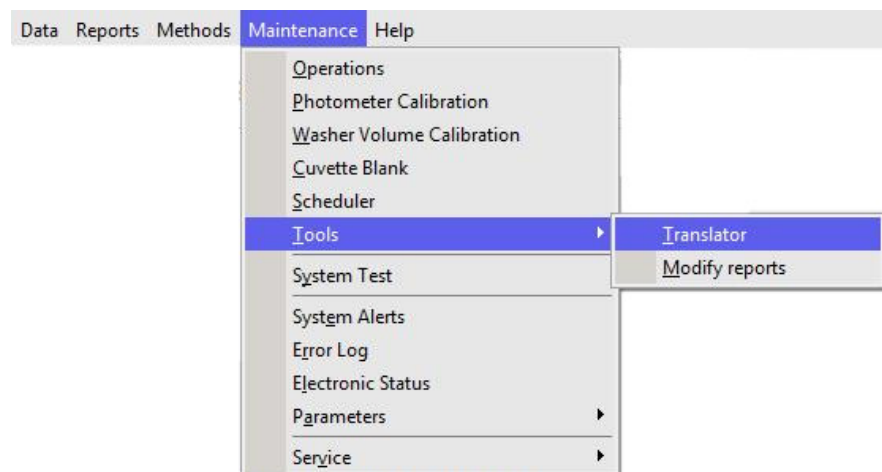 Data Reports Methods Maintenance Help
Operations
Photometer Calibration
Washer Volume Calibration
Cuvette Blank
Scheduler
Tools
Translator
Modify reports
System Test
System Alerts
Error Log
Electronic Status
Parameters
Service